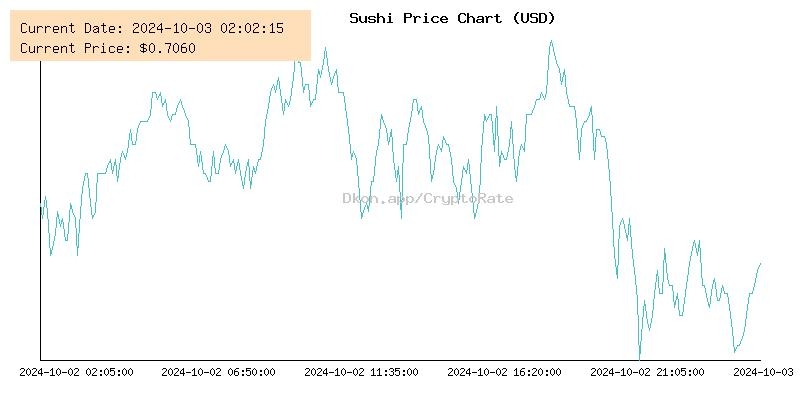 Sushi Price Chart (USD)
Current Date: 2024-10-03 02:02:15
Current Price: $0.7060
Dkon.app/CryptoRate
2024-10-02 02:05:00 2024-10-02 06:50:00 2024-10-02 11:35:00 2024-10-02 16:20:00 2024-10-02 21:05:00 2024-10-03